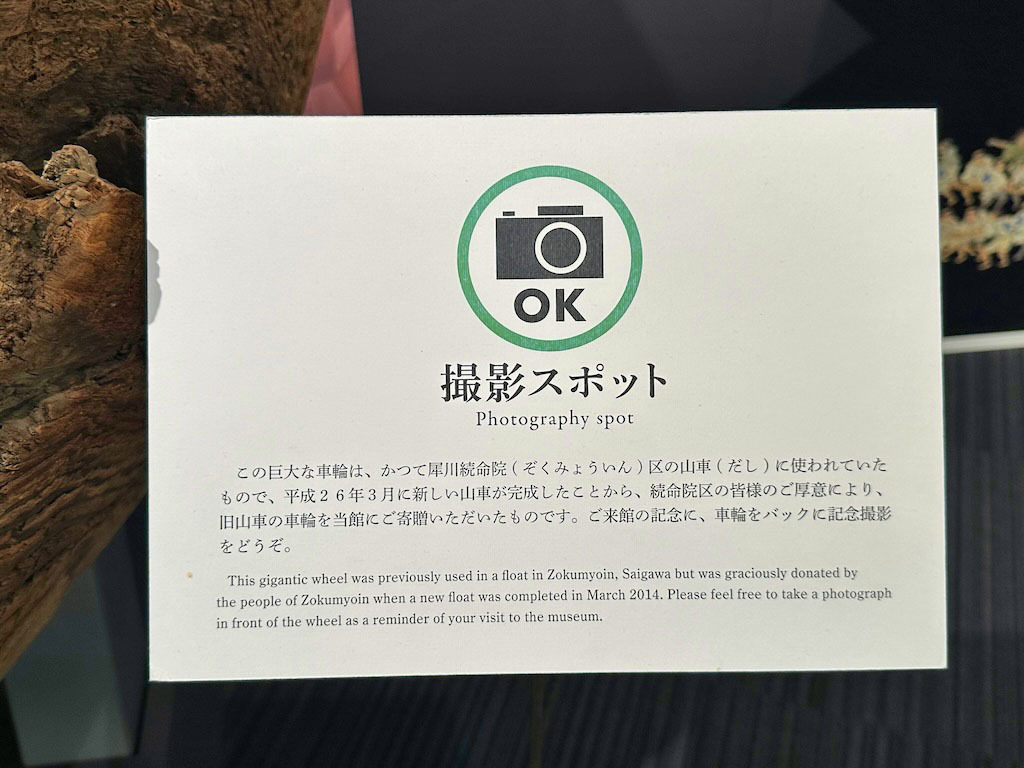 OK
撮影スポット
Photography spot
この巨大な車輪は、かつて犀川続命院(ぞくみょういん)区の山車(だし)に使われていた
もので、平成２６年３月に新しい山車が完成したことから、続命院区の皆様のご厚意により、
旧山車の車輪を当館にご寄贈いただいたものです。ご来館の記念に、車輪をバックに記念撮影
をどうぞ。
This gigantic wheel was previously used in a float in Zokumyoin, Saigawa but was graciously donated by
the people of Zokumyoin when a new float was completed in March 2014. Please feel free to take a photograph
in front of the wheel as a reminder of your visit to the museum.